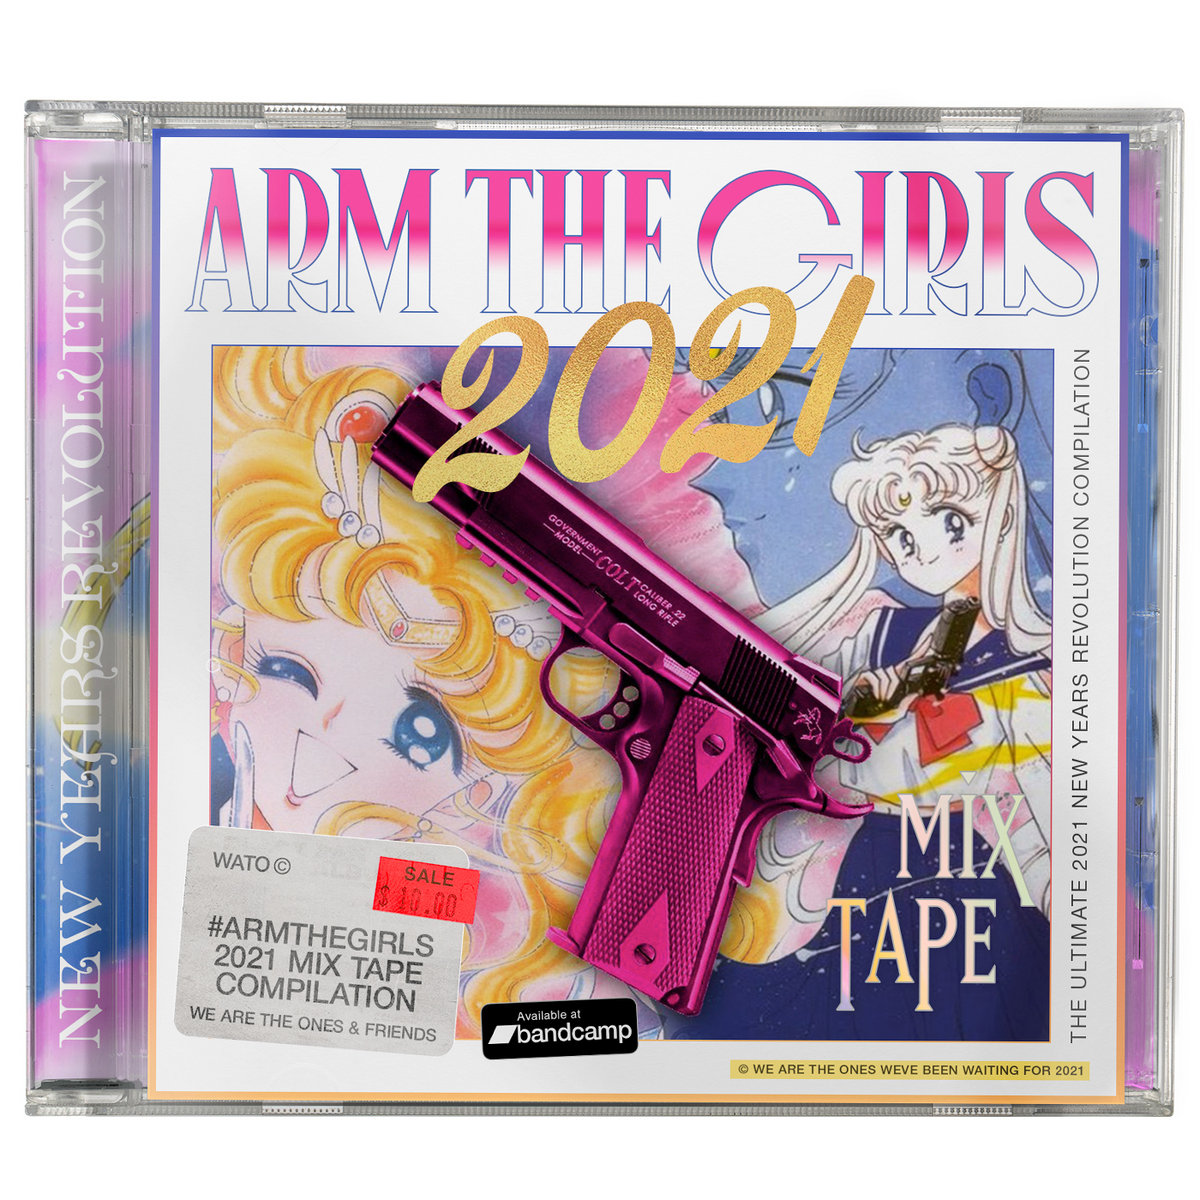 NEW YEARS REVOLUTION
ARM THE GIRLS
2021
GOVERNMENT
MODEL
COLT
CALIBER .22
LONG RIFLE
MIX
TAPE
THE ULTIMATE 2021 NEW YEARS REVOLUTION COMPILATION
WATO ©
SALE
$ 10.00
#ARMTHEGIRLS
2021 MIX TAPE
COMPILATION
WE ARE THE ONES & FRIENDS
Available at
bandcamp
© WE ARE THE ONES WEVE BEEN WAITING FOR 2021